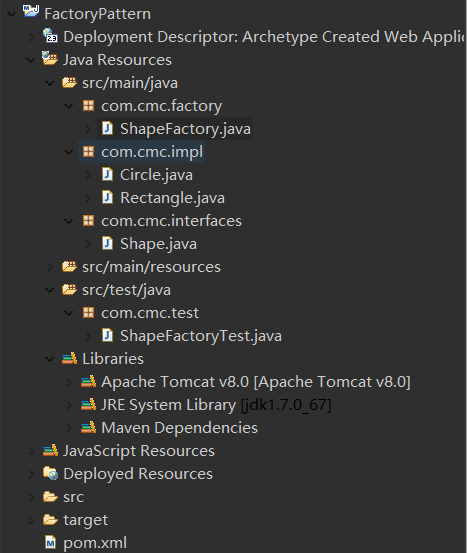 FactoryPattern
Deployment Descriptor: Archetype Created Web Applic
Java Resources
src/main/java
com.cmc.factory
ShapeFactory.java
com.cmc.impl
Circle.java
Rectangle.java
com.cmc.interfaces
Shape.java
src/main/resources
src/test/java
com.cmc.test
ShapeFactoryTest.java
Libraries
Apache Tomcat v8.0 [Apache Tomcat v8.0]
JRE System Library [jdk1.7.0_67]
Maven Dependencies
JavaScript Resources
Deployed Resources
src
target
pom.xml